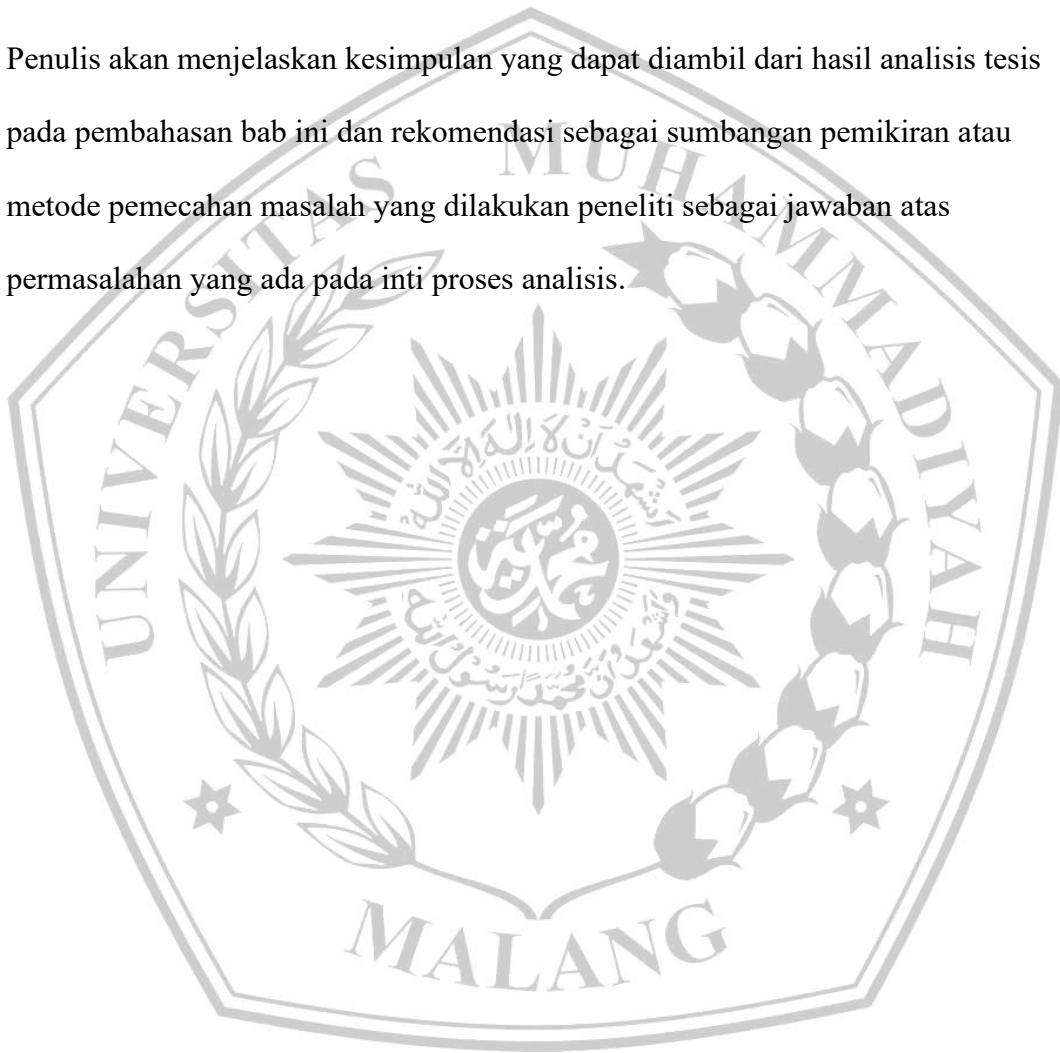 Penulis akan menjelaskan kesimpulan yang dapat diambil dari hasil analisis tesis
pada pembahasan bab ini dan rekomendasi sebagai sumbangan pemikiran atau
metode pemecahan masalah yang dilakukan peneliti sebagai jawaban atas
permasalahan yang ada pada inti proses analisis.
UNIVERSITAS MUHAMMADIYAH
MALANG